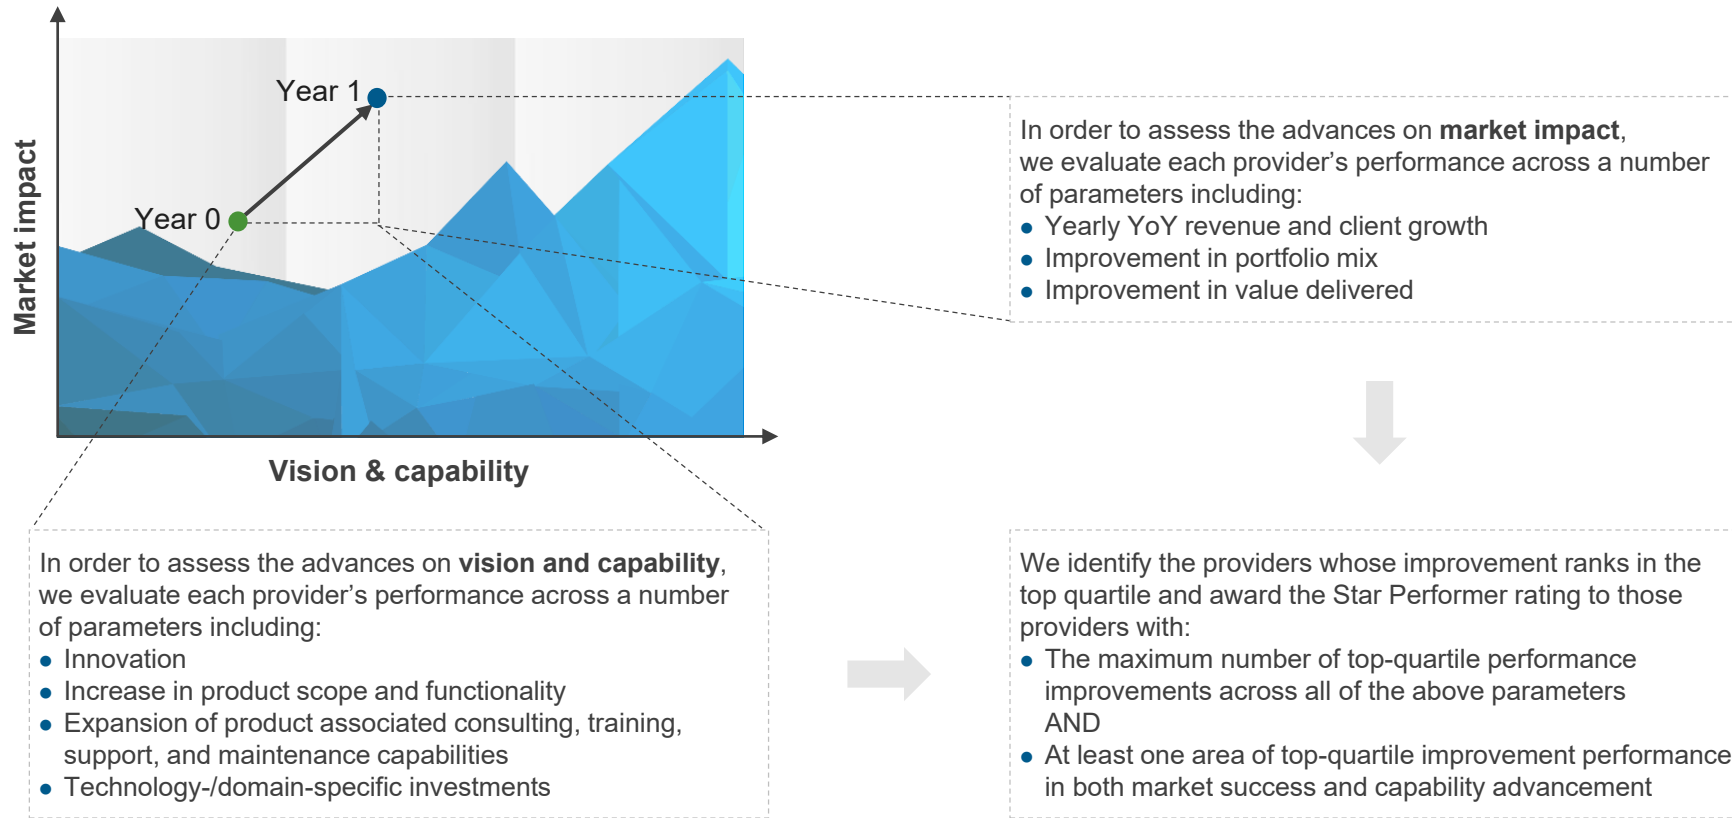 Market impact
Year 1
Year 0
Vision & capability
In order to assess the advances on market impact,
we evaluate each provider’s performance across a number
of parameters including:
● Yearly YoY revenue and client growth
● Improvement in portfolio mix
● Improvement in value delivered
In order to assess the advances on vision and capability,
we evaluate each provider’s performance across a number
of parameters including:
● Innovation
● Increase in product scope and functionality
● Expansion of product associated consulting, training,
support, and maintenance capabilities
● Technology-/domain-specific investments
We identify the providers whose improvement ranks in the
top quartile and award the Star Performer rating to those
providers with:
● The maximum number of top-quartile performance
improvements across all of the above parameters
AND
● At least one area of top-quartile improvement performance
in both market success and capability advancement